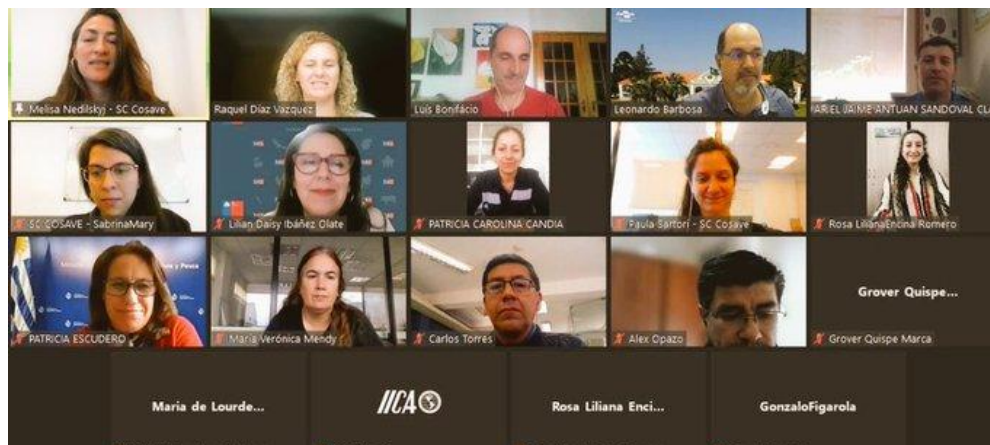 Melisa Nedilskyj - SC Cosave
Raquel Díaz Vazquez
Luís Bonifácio
Leonardo Barbosa
ARIEL JAIME ANTUAN SANDOVAL CL
SC COSAVE - SabrinaMary
Lilian Daisy Ibáñez Olate
PATRICIA CAROLINA CANDIA
Paula Sartori - SC Cosave
Rosa LilianaEncina Romero
PATRICIA ESCUDERO
María Verónica Mendy
Carlos Torres
Alex Opazo
Grover Quispe...
Grover Quispe Marca
Maria de Lourde...
IICA
Rosa Liliana Enci...
GonzaloFigarola